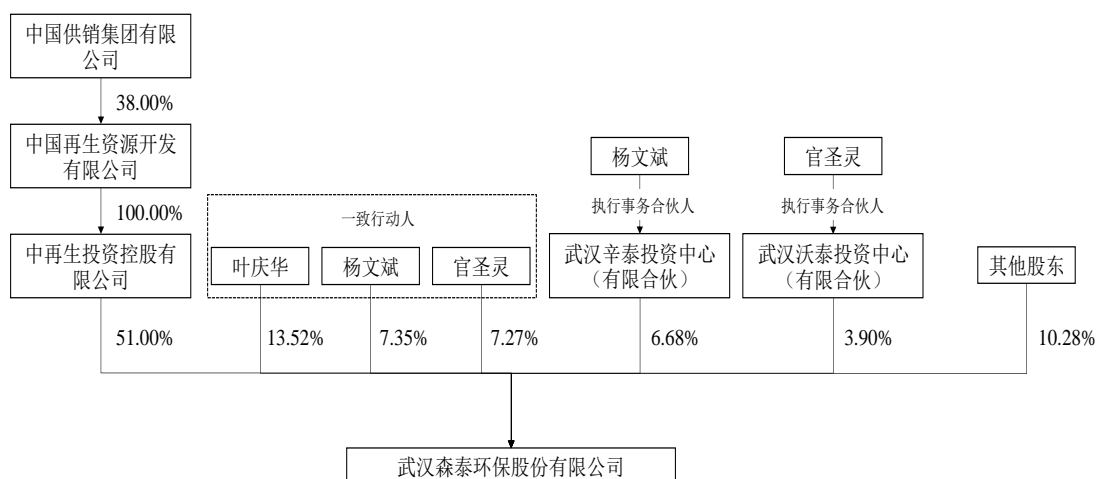 中国供销集团有限
公司
38.00%
中国再生资源开发
有限公司
杨文斌
官圣灵
100.00%
执行事务合伙人
执行事务合伙人
一致行动人
中再生投资控股有
限公司
叶庆华
杨文斌
官圣灵
武汉辛泰投资中心
（有限合伙）
武汉沃泰投资中心
（有限合伙）
其他股东
51.00%
13.52%
7.35%
7.27%
6.68%
3.90%
10.28%
武汉森泰环保股份有限公司